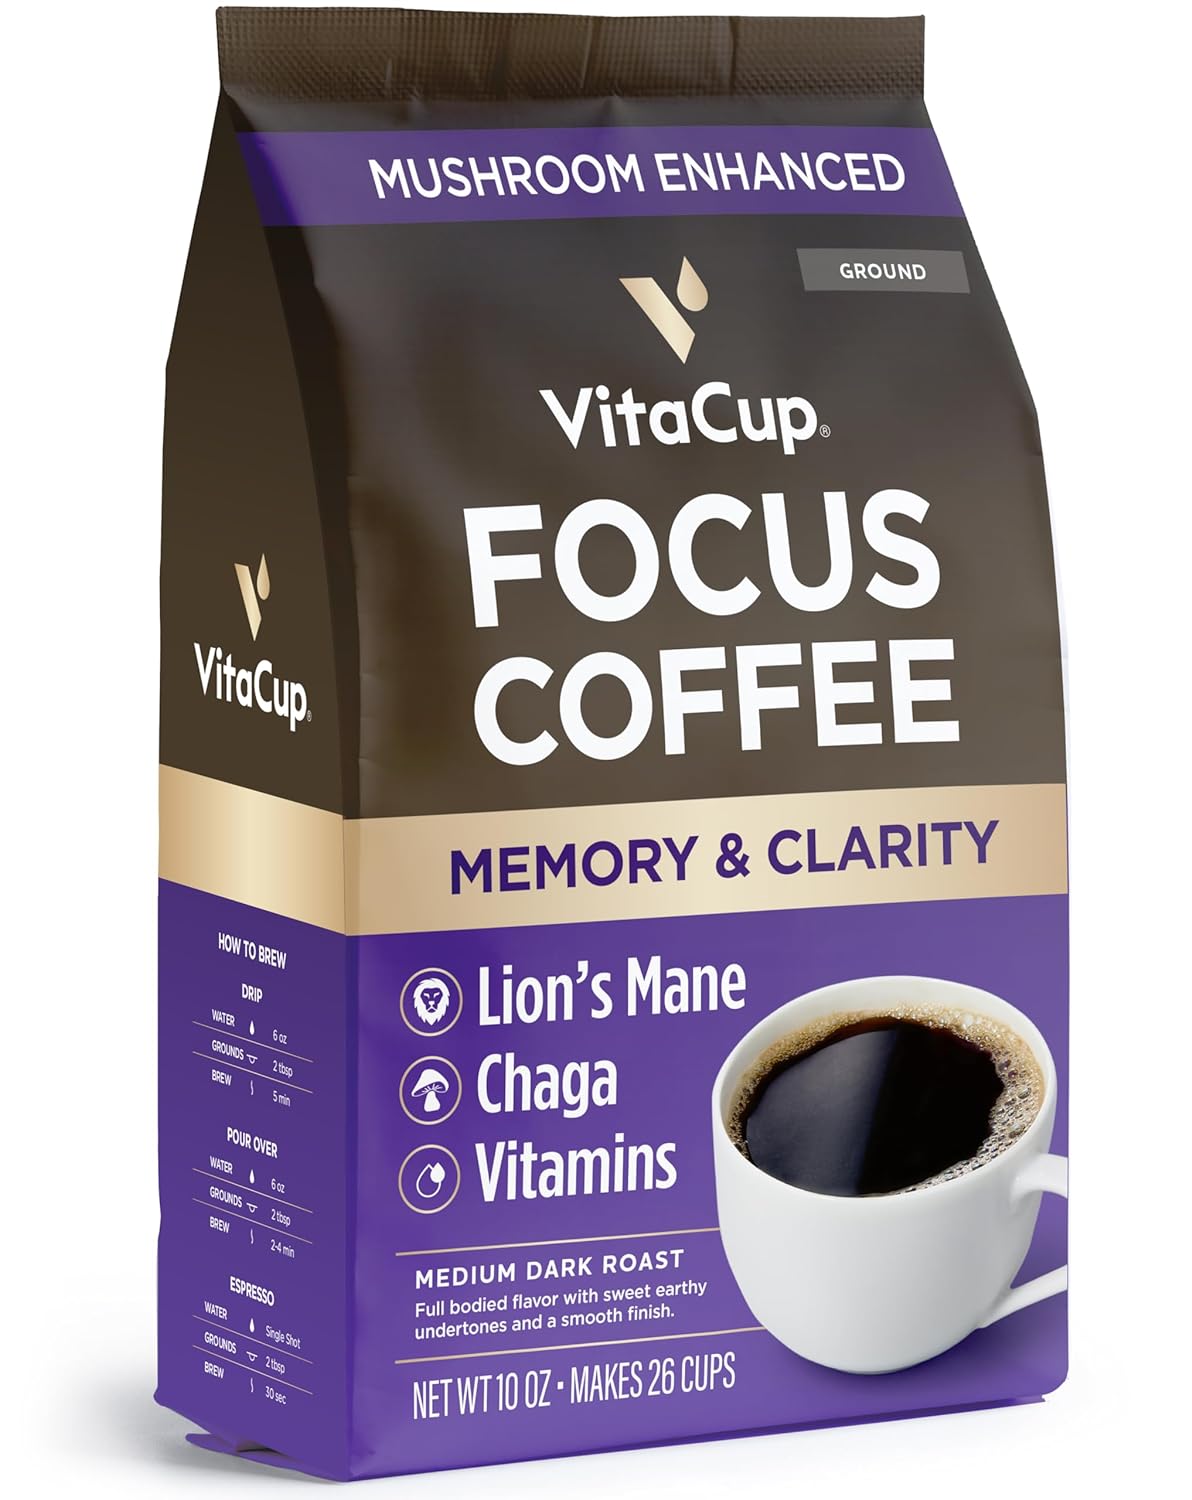 MUSHROOM ENHANCED
GROUND
VitaCup®
FOCUS
COFFEE
MEMORY & CLARITY
Lion's Mane
Chaga
Vitamins
MEDIUM DARK ROAST
Full bodied flavor with sweet earthy
undertones and a smooth finish.
NET WT 10 OZ • MAKES 26 CUPS
VitaCup®
HOW TO BREW
DRIP
WATER 6 oz
GROUNDS 2 tbsp
BREW 5 min
POUR OVER
WATER 6 oz
GROUNDS 2 tbsp
BREW 2-4 min
ESPRESSO
WATER Single Shot
GROUNDS 2 tbsp
BREW 30 sec